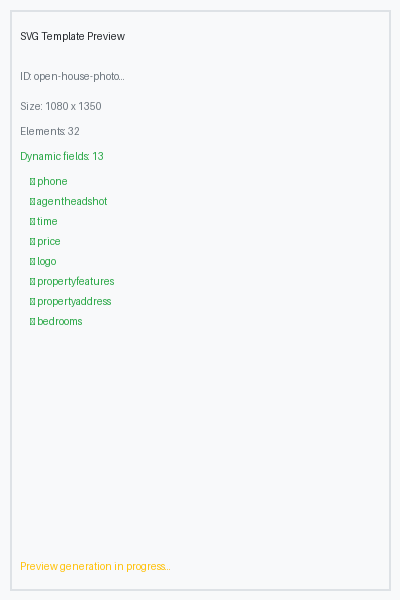 SVG Template Preview
ID: open-house-photo...
Size: 1080 x 1350
Elements: 32
Dynamic fields: 13
phone
agentheadshot
time
price
logo
propertyfeatures
propertyaddress
bedrooms
Preview generation in progress...